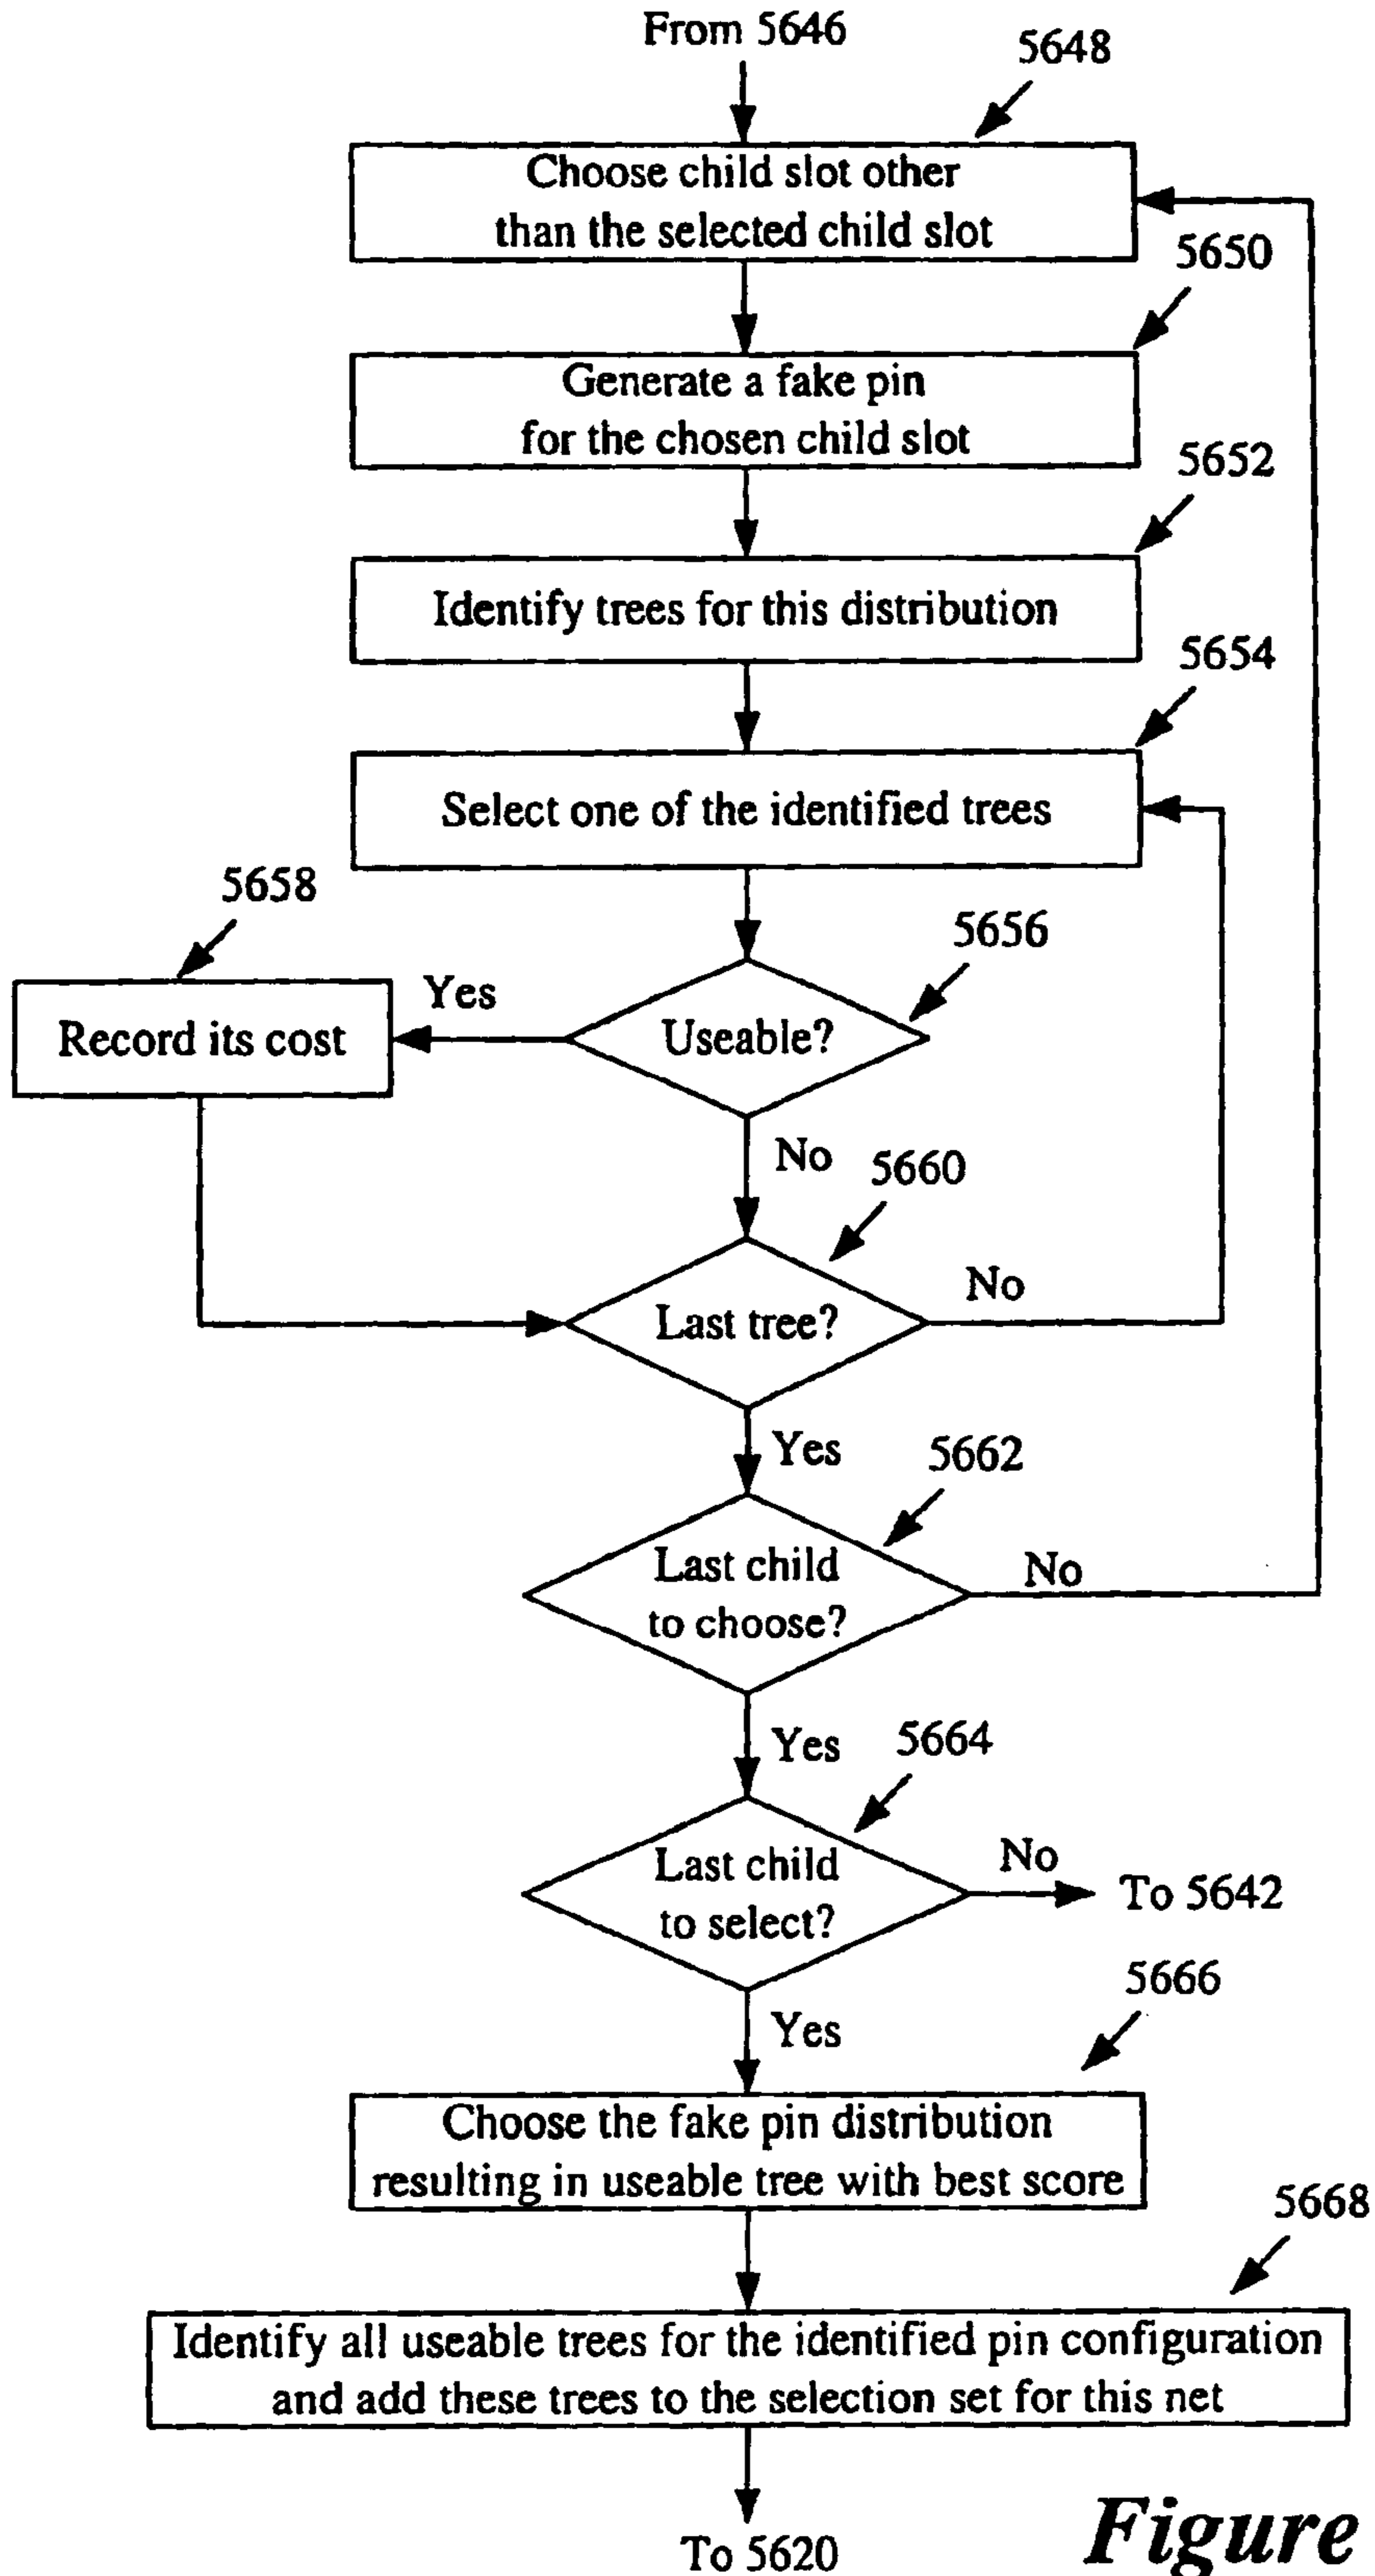 From 5646
5648
Choose child slot other
than the selected child slot
5650
Generate a fake pin
for the chosen child slot
5652
Identify trees for this distribution
5654
Select one of the identified trees
5658
5656
Record its cost
Yes
Useable?
No
5660
Last tree?
No
Yes
5662
Last child
to choose?
No
Yes
5664
Last child
to select?
No
To 5642
5666
Yes
Choose the fake pin distribution
resulting in useable tree with best score
5668
Identify all useable trees for the identified pin configuration
and add these trees to the selection set for this net
To 5620
Figure